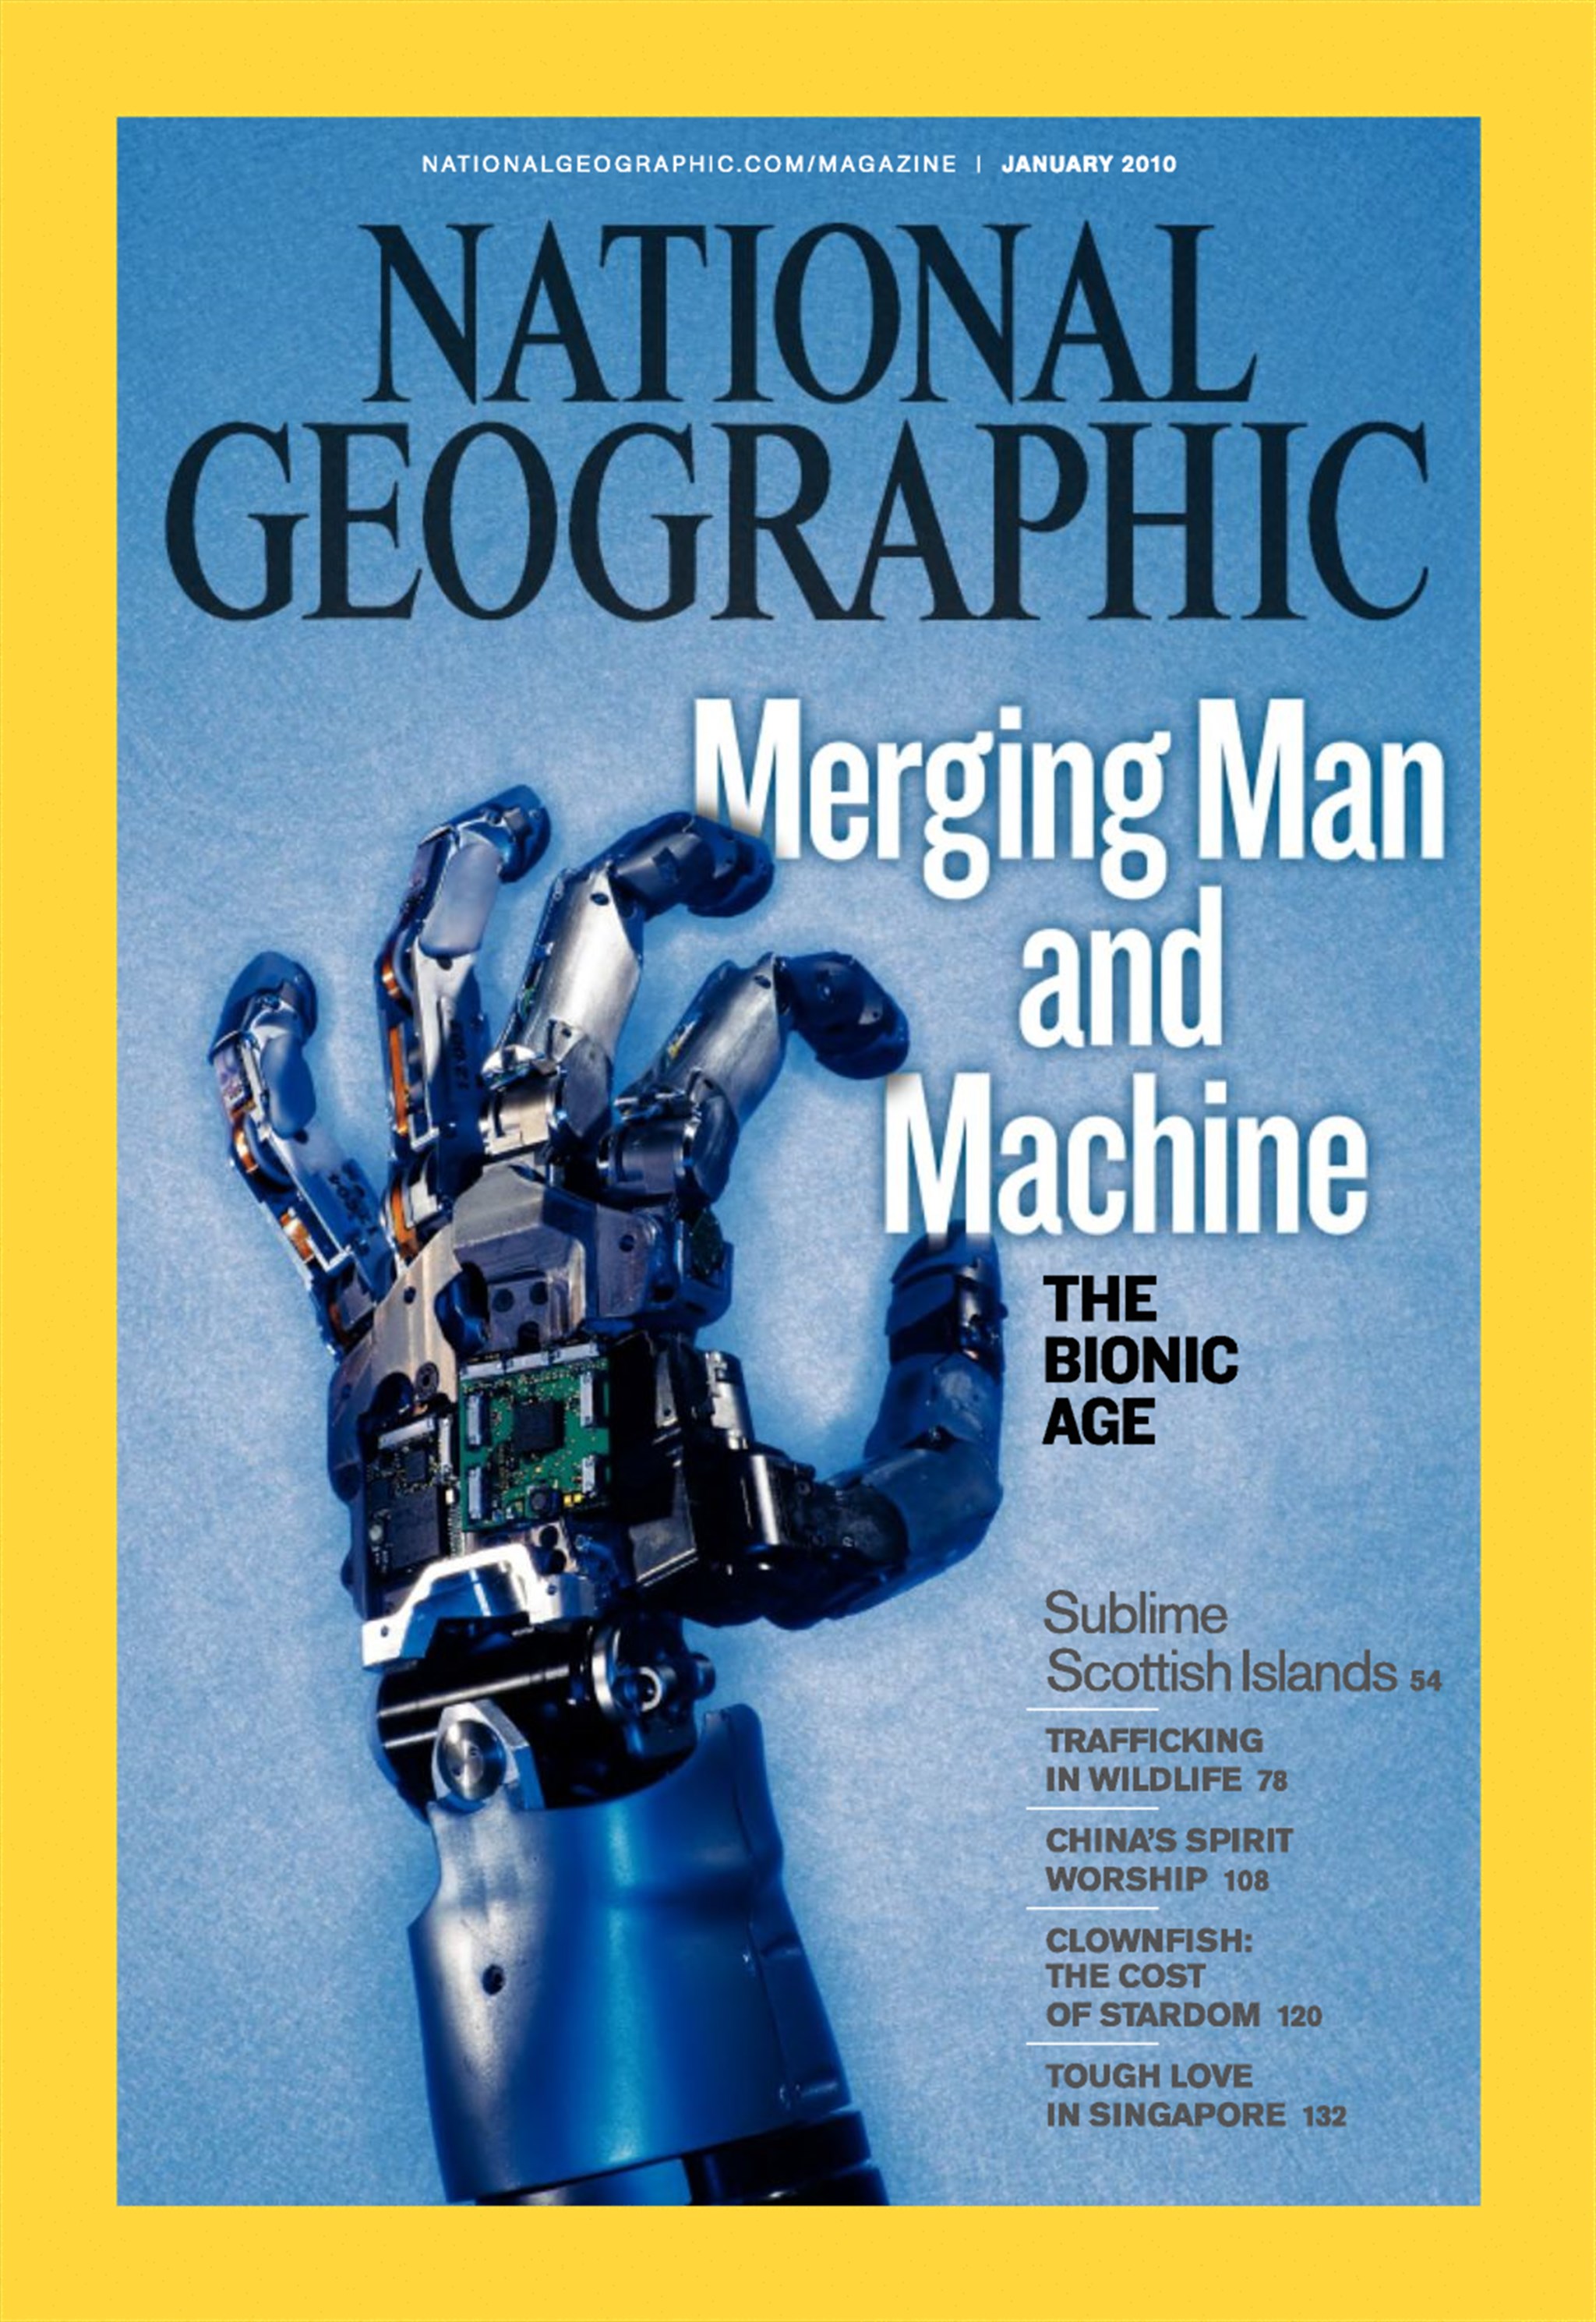 NATIONALGEOGRAPHIC.COM/MAGAZINE | JANUARY 2010
NATIONAL
GEOGRAPHIC
Merging Man
and
Machine
THE
BIONIC
AGE
Sublime
Scottish Islands 54
TRAFFICKING
IN WILDLIFE 78
CHINA'S SPIRIT
WORSHIP 108
CLOWNFISH:
THE COST
OF STARDOM 120
TOUGH LOVE
IN SINGAPORE 132